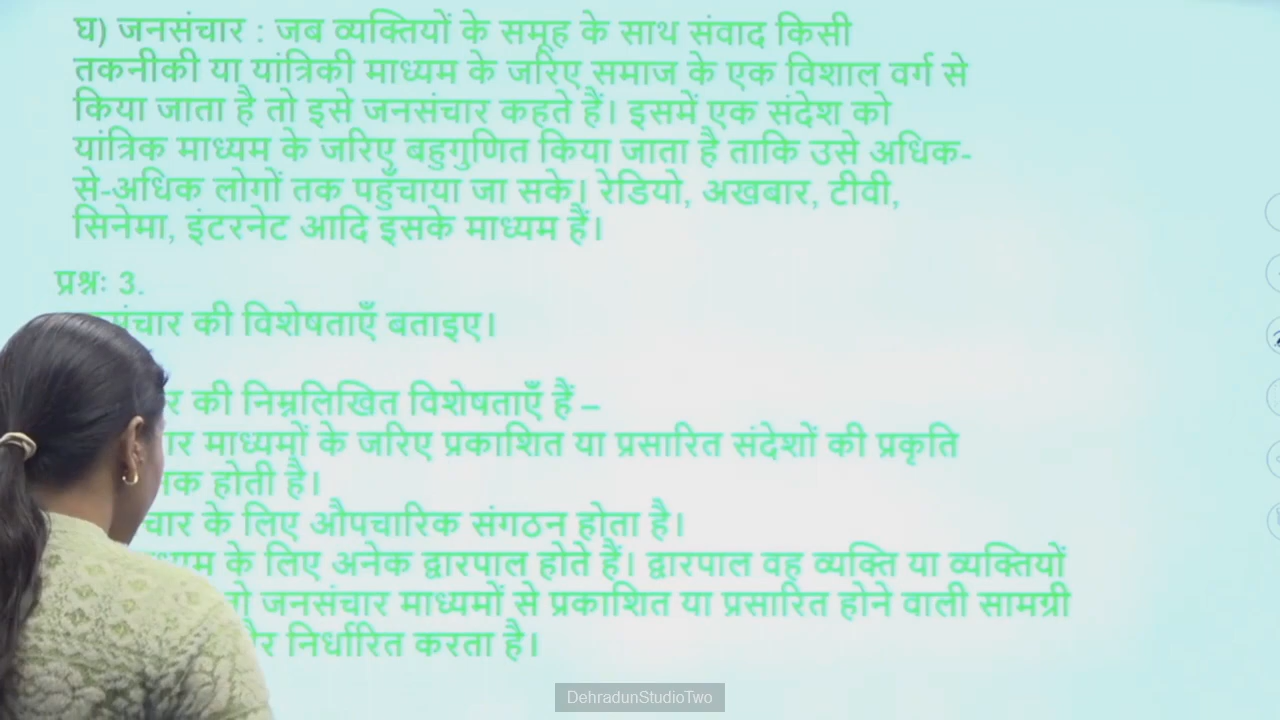 घ) जनसंचार : जब व्यक्तियों के समूह के साथ संवाद किसी
तकनीकी या यांत्रिकी माध्यम के जरिए समाज के एक विशाल वर्ग से
किया जाता है तो इसे जनसंचार कहते हैं। इसमें एक संदेश को
यांत्रिक माध्यम के जरिए बहुगुणित किया जाता है ताकि उसे अधिक-
से-अधिक लोगों तक पहुँचाया जा सके। रेडियो, अखबार, टीवी,
सिनेमा, इंटरनेट आदि इसके माध्यम हैं।
प्रश्नः 3.
की विशेषताएँ बताइए।
की निम्नलिखित विशेषताएँ हैं –
माध्यमों के जरिए प्रकाशित या प्रसारित संदेशों की प्रकृति
होती है।
के लिए औपचारिक संगठन होता है।
के लिए अनेक द्वारपाल होते हैं। द्वारपाल वह व्यक्ति या व्यक्तियों
जनसंचार माध्यमों से प्रकाशित या प्रसारित होने वाली सामग्री
निर्धारित करता है।
DehradunStudioTwo